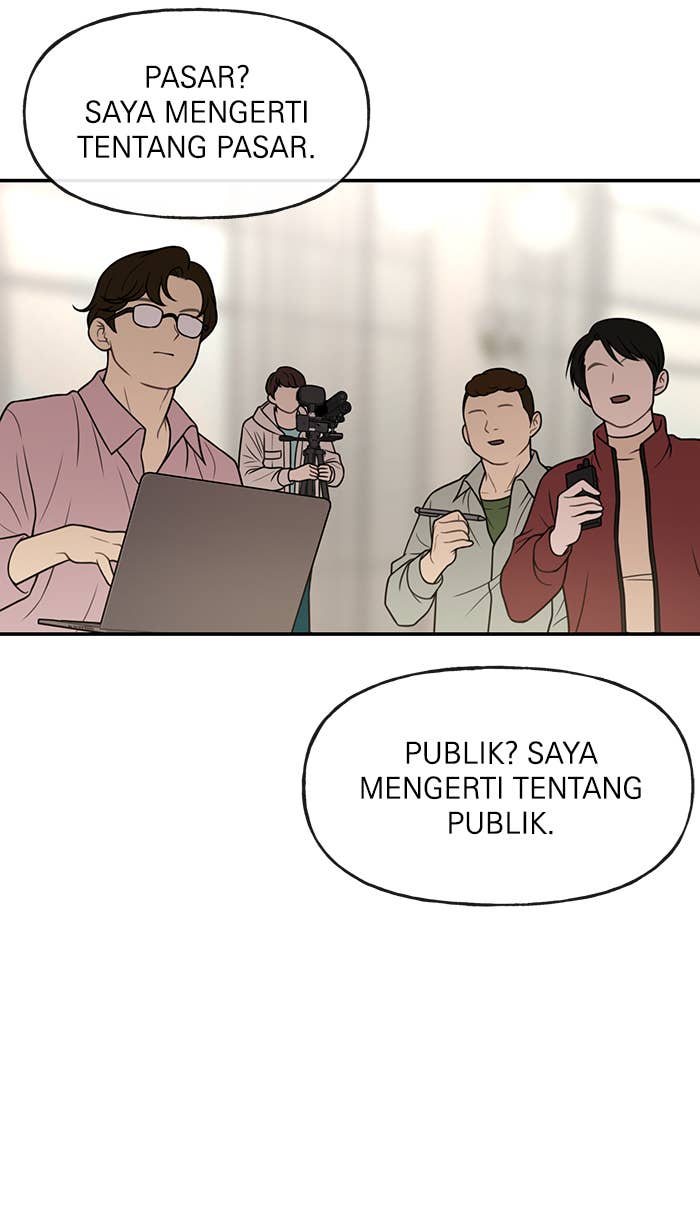 PASAR?
SAYA MENGERTI
TENTANG PASAR.
PUBLIK? SAYA
MENGERTI TENTANG
PUBLIK.